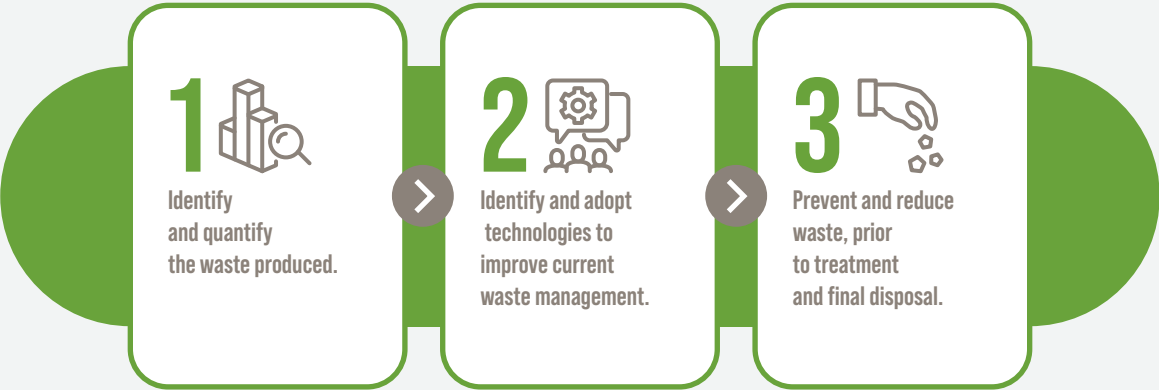 1
Identify
and quantify
the waste produced.
2
Identify and adopt
technologies to
improve current
waste management.
3
Prevent and reduce
waste, prior
to treatment
and final disposal.